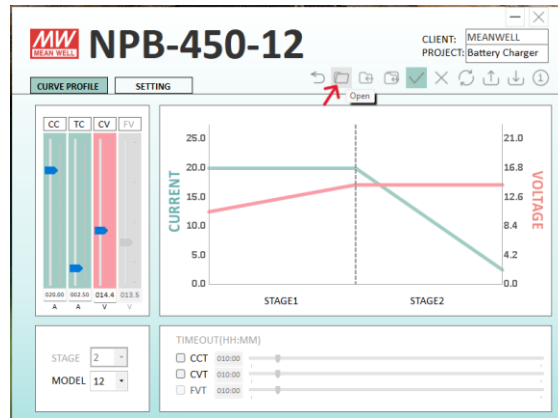 MW
MEAN WELL
NPB-450-12
CLIENT: MEANWELL
PROJECT: Battery Charger
Open
CURVE PROFILE
SETTING
CC TC CV FV
020.00 002.50 014.4 013.5
A A V V
CURRENT
25.0
20.0
15.0
10.0
5.0
0.0
21.0
16.8
12.6
8.4
4.2
0.0
VOLTAGE
STAGE1 STAGE2
STAGE 2
MODEL 12
TIMEOUT(HH:MM)
CCT 010:00
CVT 010:00
FVT 010:00